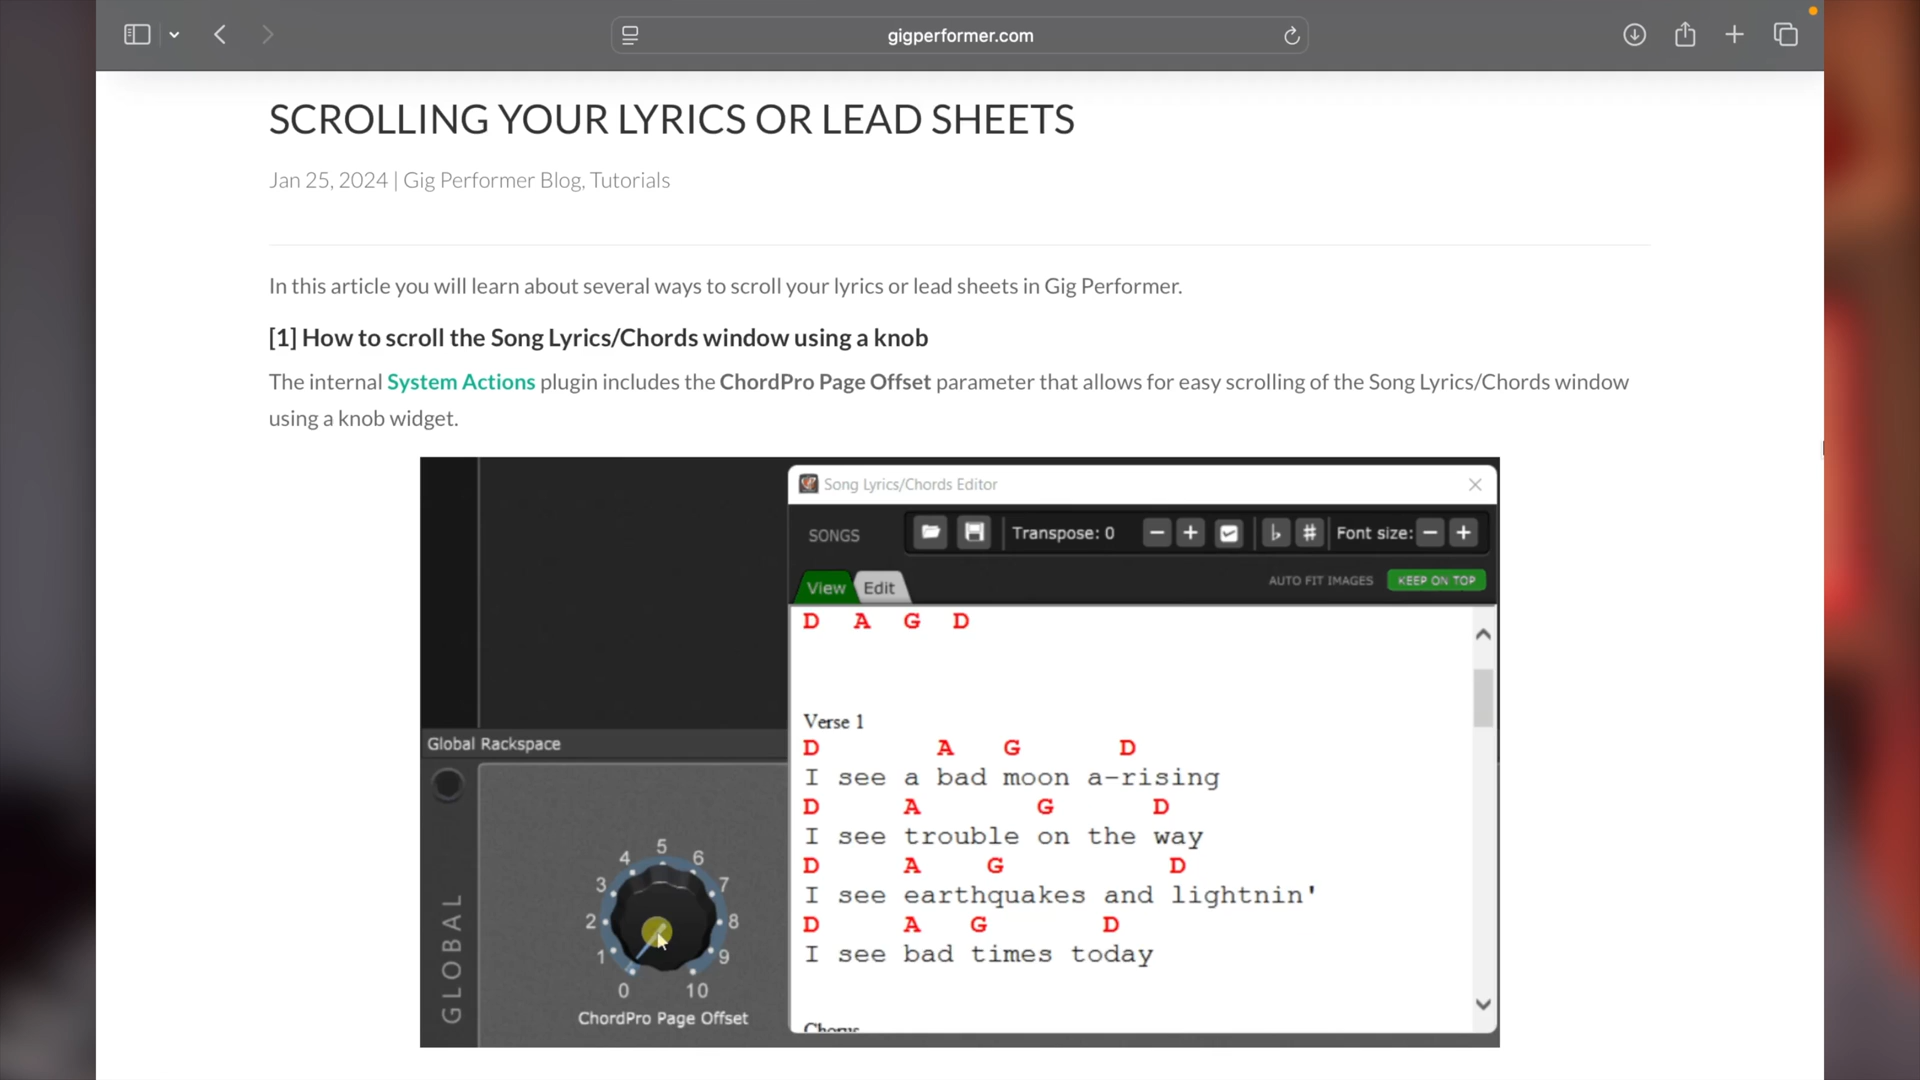 gigperformer.com
SCROLLING YOUR LYRICS OR LEAD SHEETS
Jan 25, 2024 | Gig Performer Blog, Tutorials
In this article you will learn about several ways to scroll your lyrics or lead sheets in Gig Performer.
[1] How to scroll the Song Lyrics/Chords window using a knob
The internal System Actions plugin includes the ChordPro Page Offset parameter that allows for easy scrolling of the Song Lyrics/Chords window
using a knob widget.
Song Lyrics/Chords Editor
SONGS Transpose: 0 − + ♭ # Font size: − +
View Edit AUTO FIT IMAGES KEEP ON TOP
D A G D
Verse 1
D A G D
I see a bad moon a-rising
D A G D
I see trouble on the way
D A G D
I see earthquakes and lightnin'
D A G D
I see bad times today
Chorus
Global Rackspace
GLOBAL
0 1 2 3 4 5 6 7 8 9 10
ChordPro Page Offset